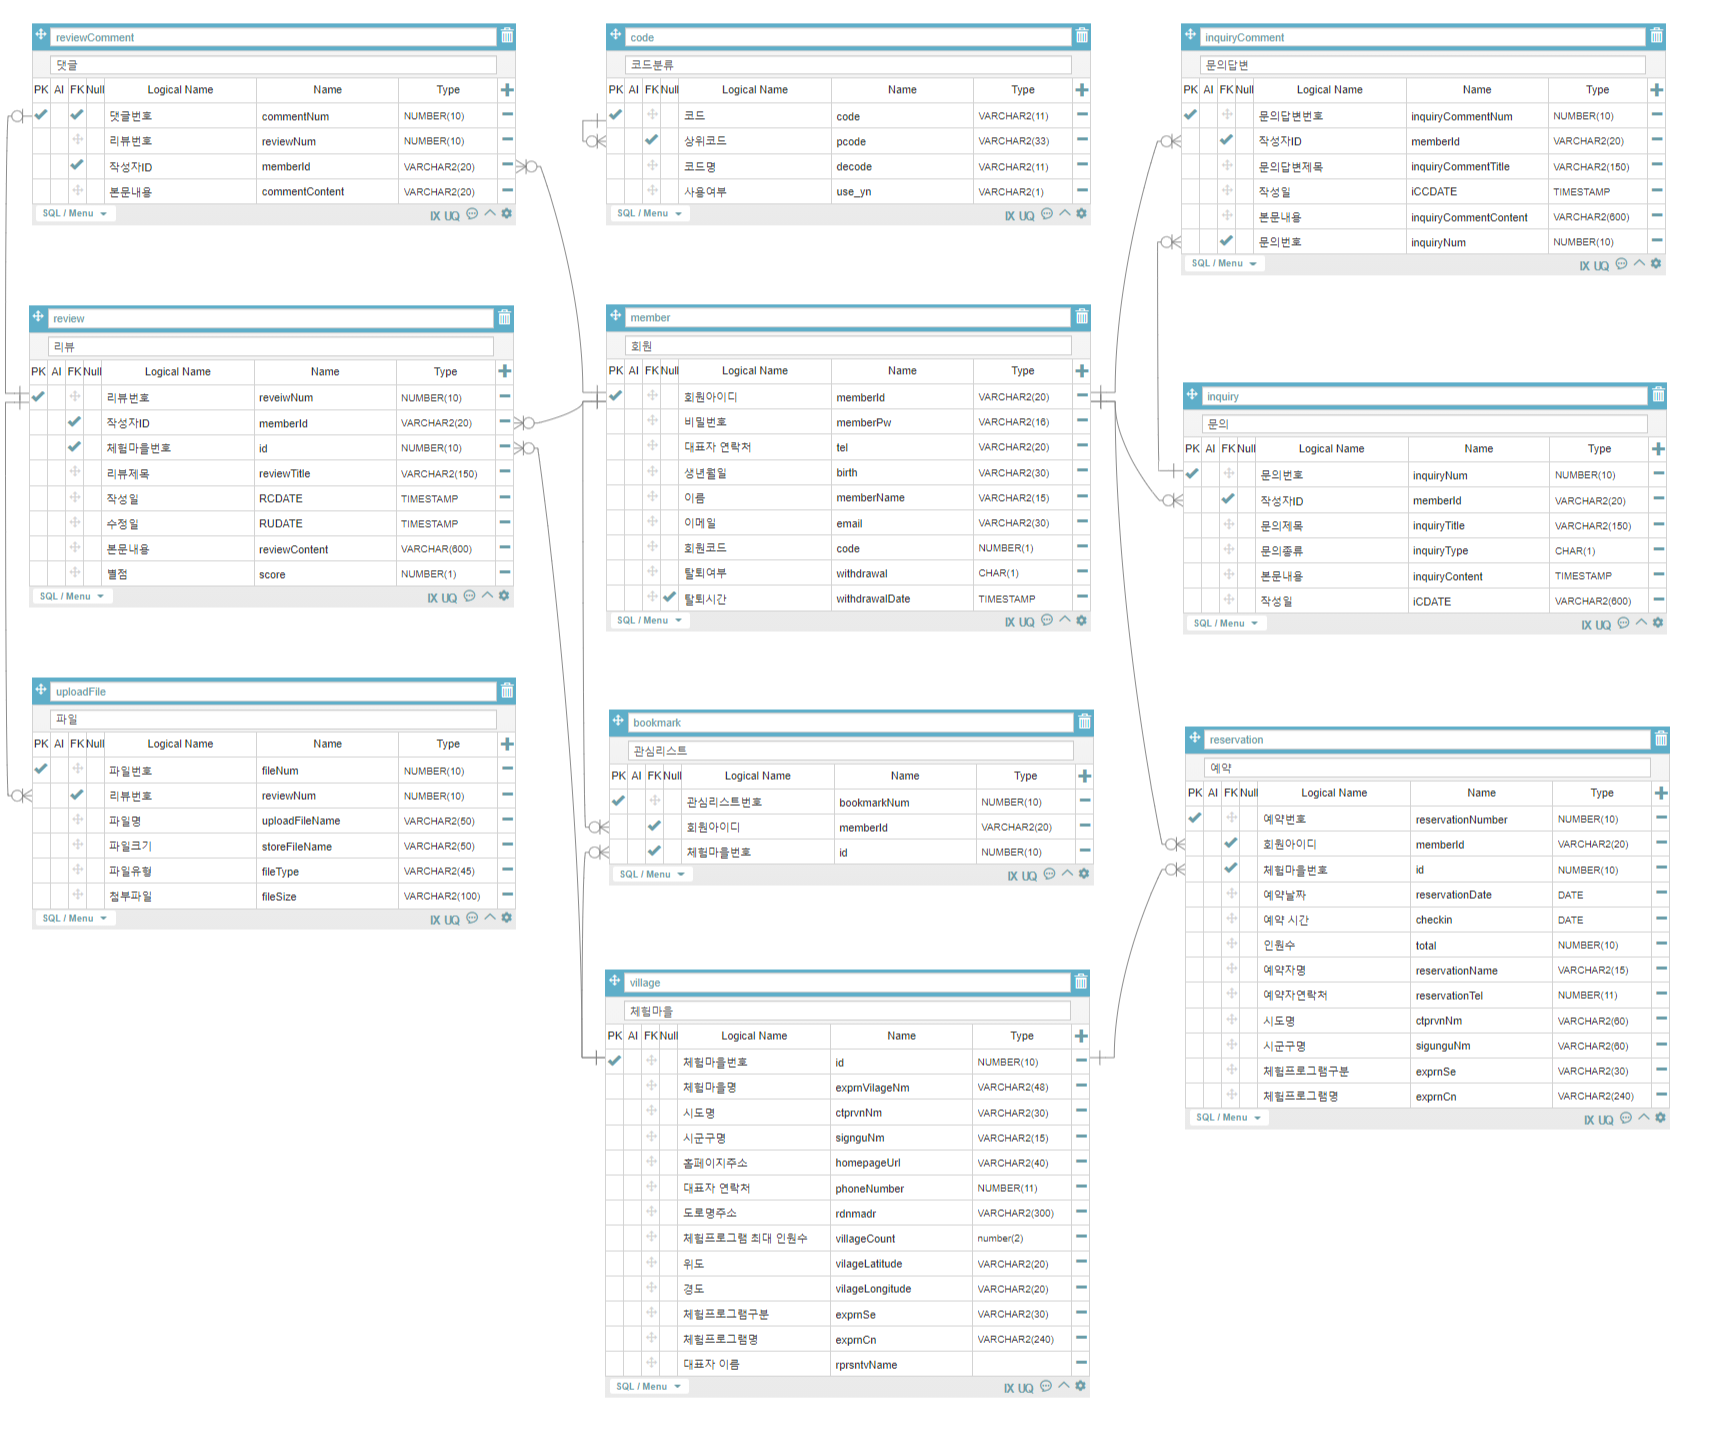 reviewComment
댓글
PK AI FK Null Logical Name Name Type
댓글번호 commentNum NUMBER(10)
리뷰번호 reviewNum NUMBER(10)
작성자ID memberId VARCHAR2(20)
본문내용 commentContent VARCHAR2(20)
SQL / Menu IX UQ
code
코드분류
PK AI FK Null Logical Name Name Type
코드 code VARCHAR2(11)
상위코드 pcode VARCHAR2(33)
코드명 decode VARCHAR2(11)
사용여부 use_yn VARCHAR2(1)
SQL / Menu IX UQ
inquiryComment
문의답변
PK AI FK Null Logical Name Name Type
문의답변번호 inquiryCommentNum NUMBER(10)
작성자ID memberId VARCHAR2(20)
문의답변제목 inquiryCommentTitle VARCHAR2(150)
작성일 iCCDATE TIMESTAMP
본문내용 inquiryCommentContent VARCHAR2(600)
문의번호 inquiryNum NUMBER(10)
SQL / Menu IX UQ
review
리뷰
PK AI FK Null Logical Name Name Type
리뷰번호 reveiwNum NUMBER(10)
작성자ID memberId VARCHAR2(20)
체험마을번호 id NUMBER(10)
리뷰제목 reviewTitle VARCHAR2(150)
작성일 RCDATE TIMESTAMP
수정일 RUDATE TIMESTAMP
본문내용 reviewContent VARCHAR(600)
별점 score NUMBER(1)
SQL / Menu IX UQ
member
회원
PK AI FK Null Logical Name Name Type
회원아이디 memberId VARCHAR2(20)
비밀번호 memberPw VARCHAR2(16)
대표자 연락처 tel VARCHAR2(20)
생년월일 birth VARCHAR2(30)
이름 memberName VARCHAR2(15)
이메일 email VARCHAR2(30)
회원코드 code NUMBER(1)
탈퇴여부 withdrawal CHAR(1)
탈퇴시간 withdrawalDate TIMESTAMP
SQL / Menu IX UQ
inquiry
문의
PK AI FK Null Logical Name Name Type
문의번호 inquiryNum NUMBER(10)
작성자ID memberId VARCHAR2(20)
문의제목 inquiryTitle VARCHAR2(150)
문의종류 inquiryType CHAR(1)
본문내용 inquiryContent TIMESTAMP
작성일 iCDATE VARCHAR2(600)
SQL / Menu IX UQ
uploadFile
파일
PK AI FK Null Logical Name Name Type
파일번호 fileNum NUMBER(10)
리뷰번호 reviewNum NUMBER(10)
파일명 uploadFileName VARCHAR2(50)
파일크기 storeFileName VARCHAR2(50)
파일유형 fileType VARCHAR2(45)
첨부파일 fileSize VARCHAR2(100)
SQL / Menu IX UQ
bookmark
관심리스트
PK AI FK Null Logical Name Name Type
관심리스트번호 bookmarkNum NUMBER(10)
회원아이디 memberId VARCHAR2(20)
체험마을번호 id NUMBER(10)
SQL / Menu IX UQ
reservation
예약
PK AI FK Null Logical Name Name Type
예약번호 reservationNumber NUMBER(10)
회원아이디 memberId VARCHAR2(20)
체험마을번호 id NUMBER(10)
예약날짜 reservationDate DATE
예약 시간 checkin DATE
인원수 total NUMBER(10)
예약자명 reservationName VARCHAR2(15)
예약자연락처 reservationTel NUMBER(11)
시도명 ctprvnNm VARCHAR2(60)
시군구명 sigunguNm VARCHAR2(60)
체험프로그램구분 exprnSe VARCHAR2(30)
체험프로그램명 exprnCn VARCHAR2(240)
SQL / Menu IX UQ
village
체험마을
PK AI FK Null Logical Name Name Type
체험마을번호 id NUMBER(10)
체험마을명 exprnVilageNm VARCHAR2(48)
시도명 ctprvnNm VARCHAR2(30)
시군구명 signguNm VARCHAR2(15)
홈페이지주소 homepageUrl VARCHAR2(40)
대표자 연락처 phoneNumber NUMBER(11)
도로명주소 rdnmadr VARCHAR2(300)
체험프로그램 최대 인원수 villageCount number(2)
위도 vilageLatitude VARCHAR2(20)
경도 vilageLongitude VARCHAR2(20)
체험프로그램구분 exprnSe VARCHAR2(30)
체험프로그램명 exprnCn VARCHAR2(240)
대표자 이름 rprsntvName
SQL / Menu IX UQ